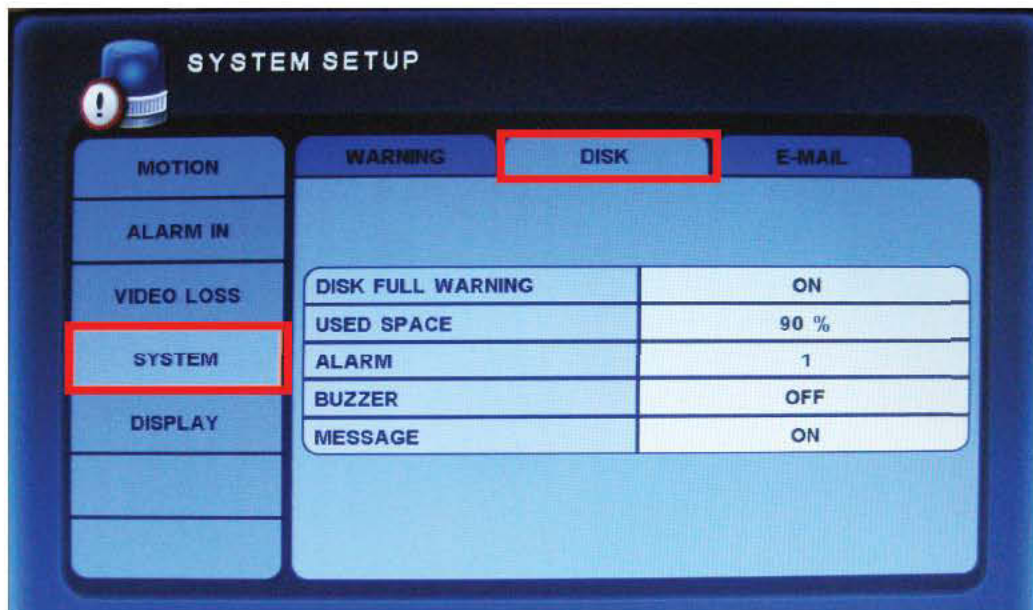 SYSTEM SETUP
!
MOTION
ALARM IN
VIDEO LOSS
SYSTEM
DISPLAY
WARNING DISK E-MAIL
DISK FULL WARNING ON
USED SPACE 90 %
ALARM 1
BUZZER OFF
MESSAGE ON